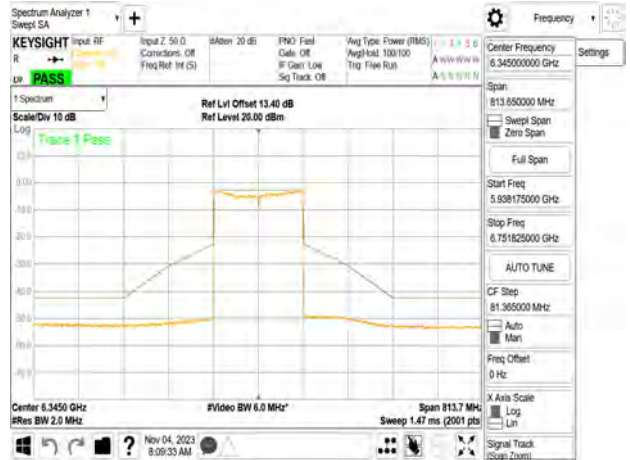 Spectrum Analyzer 1
Swept SA
+
Frequency
KEYSIGHT
Input: RF
R
PASS
Input Z: 50 Ω
Corrections: Off
Freq Ref: Int (S)
#Atten: 20 dB
PNO: Fast
Gate: Off
IF Gain: Low
Sig Track: Off
Avg Type: Power (RMS)
Avg|Hold: 100/100
Trig: Free Run
Settings
1 Spectrum
Scale/Div 10 dB
Ref Lvl Offset 13.40 dB
Ref Level 20.00 dBm
Log
Trace 1 Pass
Center 6.3450 GHz
#Res BW 2.0 MHz
#Video BW 6.0 MHz*
Span 813.7 MHz
Sweep 1.47 ms (2001 pts)
Center Frequency
6.345000000 GHz
Span
813.650000 MHz
Swept Span
Zero Span
Full Span
Start Freq
5.938175000 GHz
Stop Freq
6.751825000 GHz
AUTO TUNE
CF Step
81.365000 MHz
Auto
Man
Freq Offset
0 Hz
X Axis Scale
Log
Lin
Signal Track
(Span Zoom)
?
Nov 04, 2023
8:09:33 AM